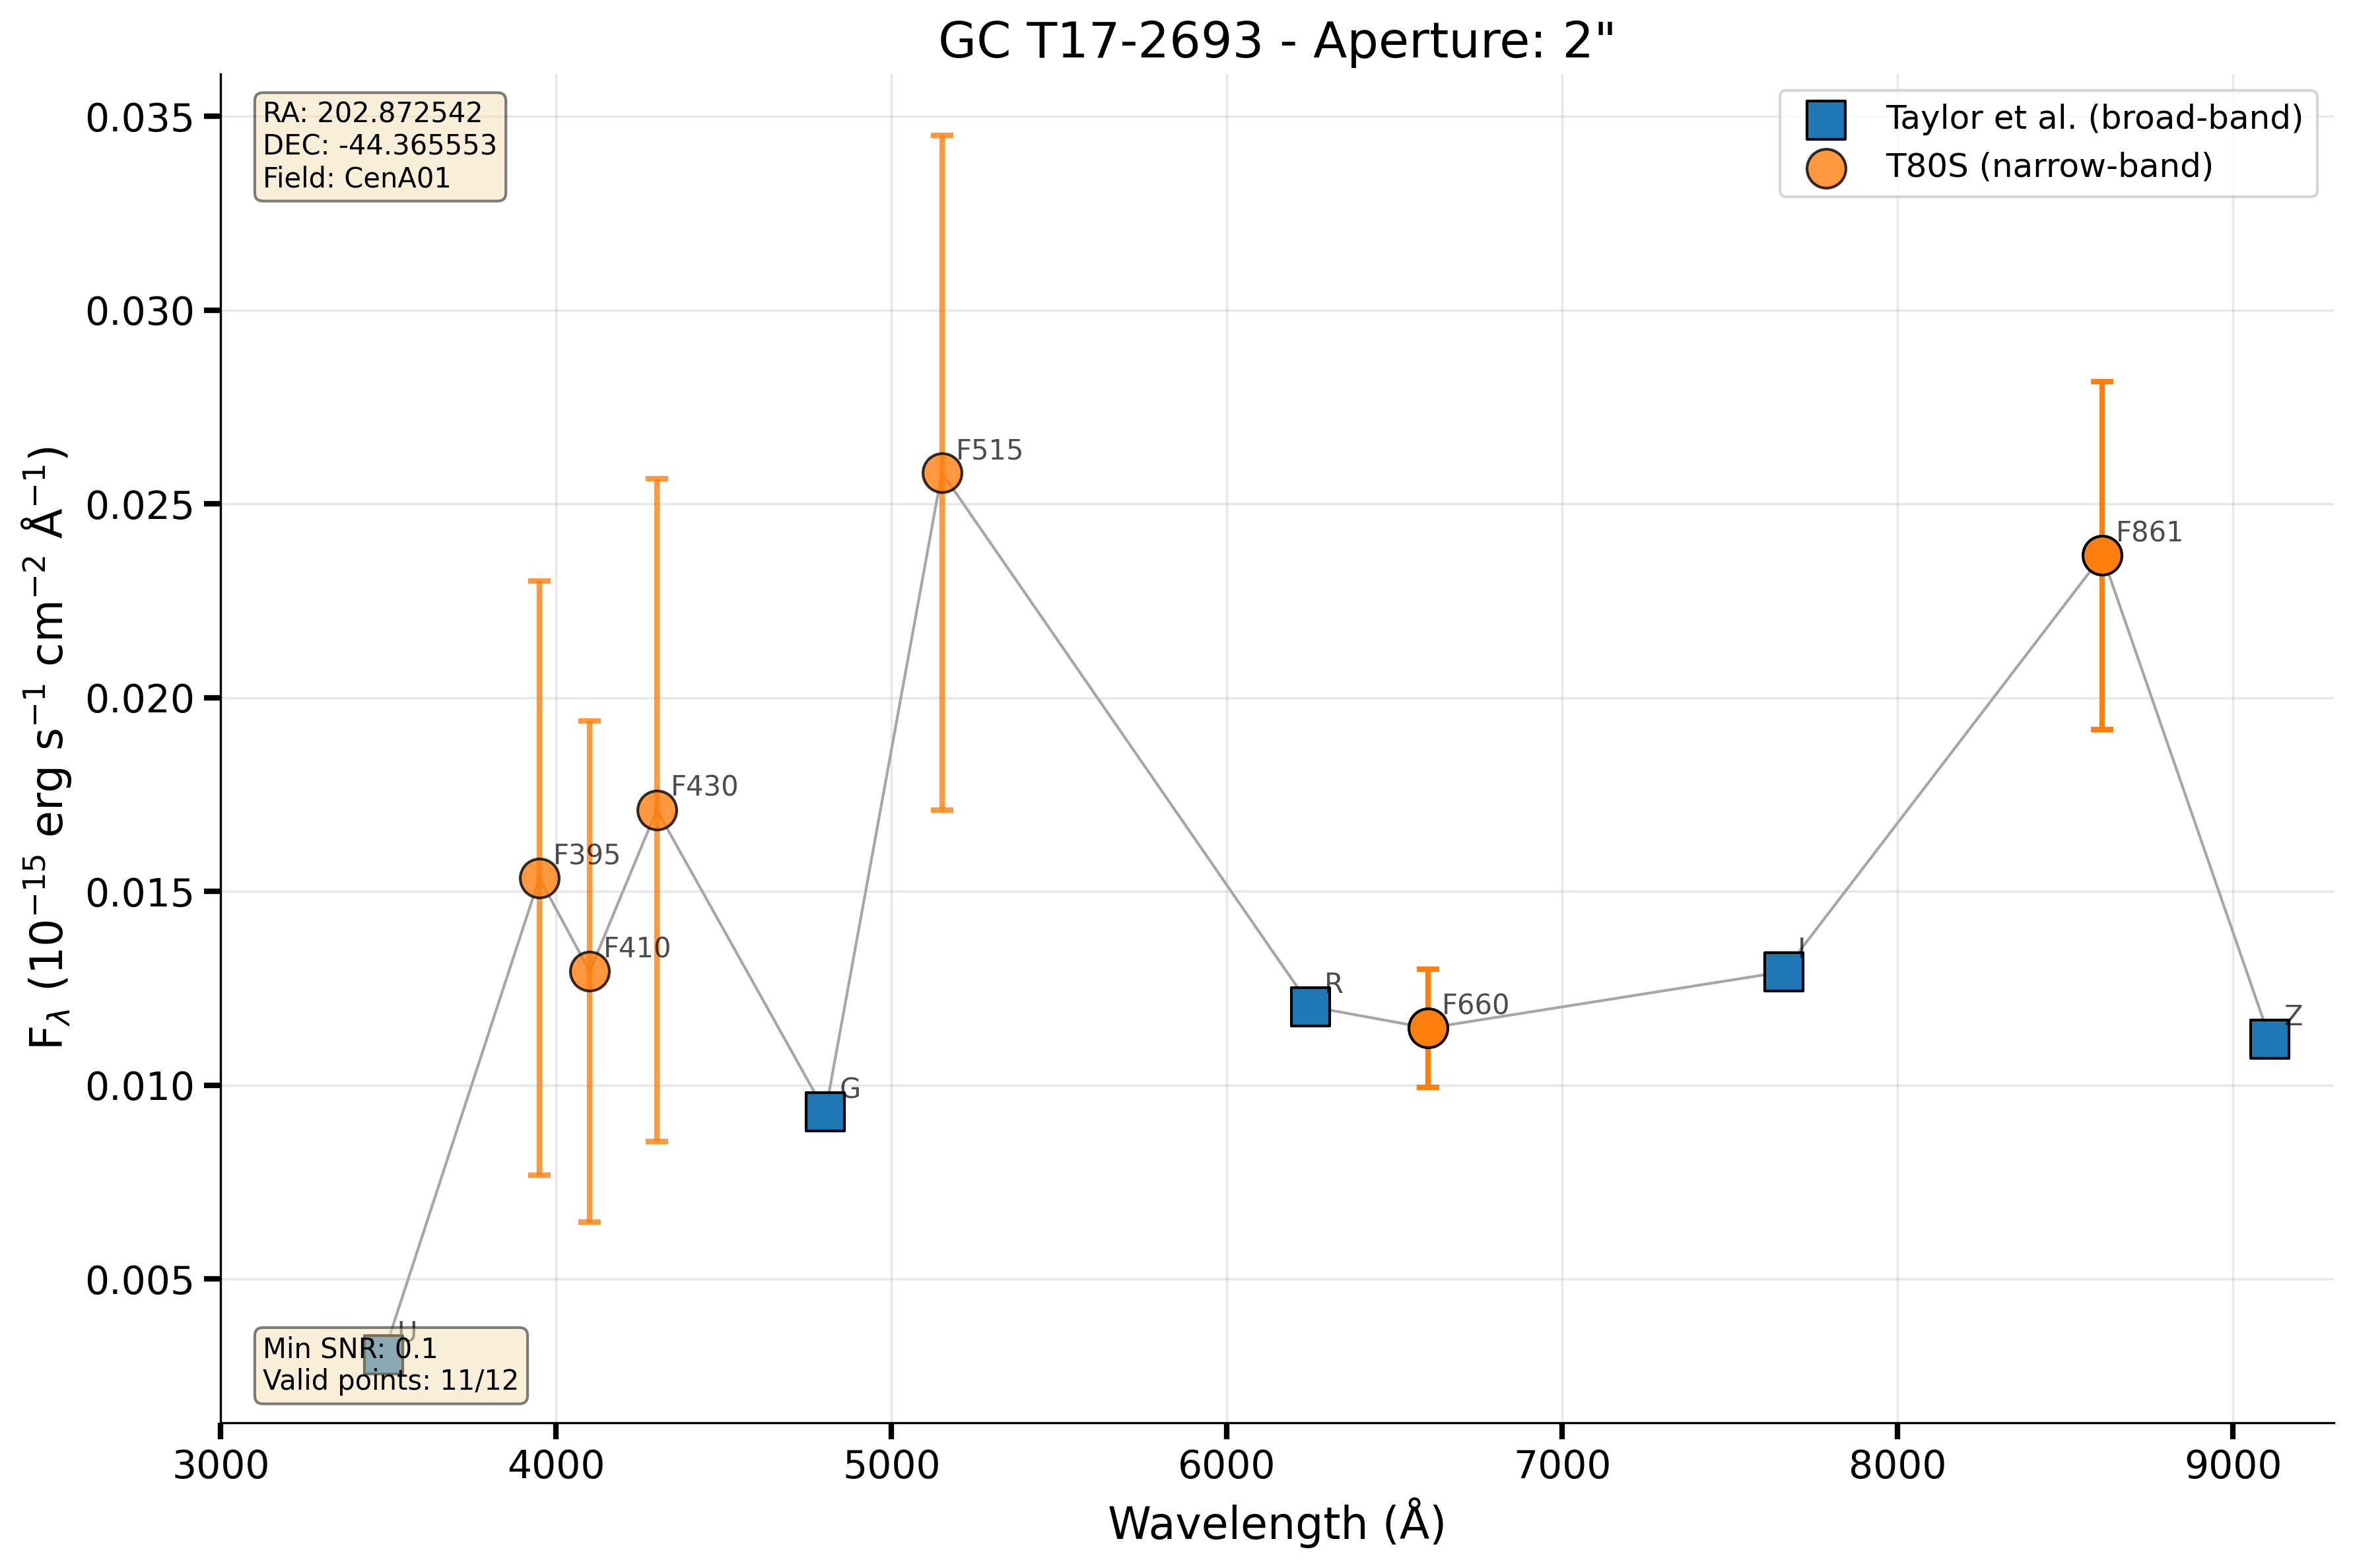 GC T17-2693 - Aperture: 2"
RA: 202.872542
DEC: -44.365553
Field: CenA01
Taylor et al. (broad-band)
T80S (narrow-band)
F_λ (10⁻¹⁵ erg s⁻¹ cm⁻² Å⁻¹)
0.035
0.030
0.025
0.020
0.015
0.010
0.005
F515
F861
F430
F395
F410
I
R
F660
Z
G
U
Min SNR: 0.1
Valid points: 11/12
3000 4000 5000 6000 7000 8000 9000
Wavelength (Å)